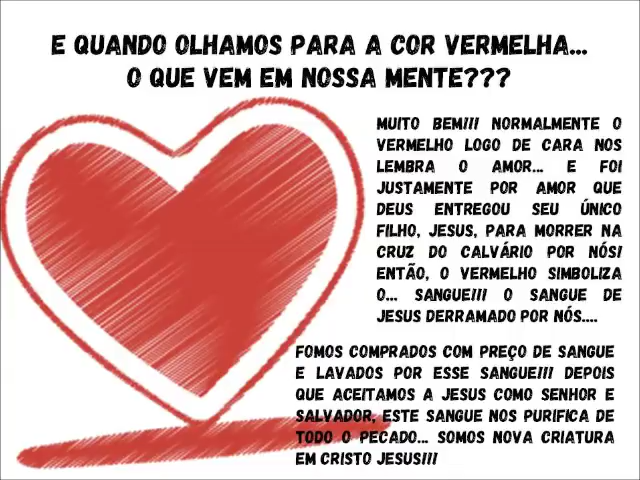 E QUANDO OLHAMOS PARA A COR VERMELHA...
O QUE VEM EM NOSSA MENTE???
MUITO BEM!!! NORMALMENTE O
VERMELHO LOGO DE CARA NOS
LEMBRA O AMOR... E FOI
JUSTAMENTE POR AMOR QUE
DEUS ENTREGOU SEU ÚNICO
FILHO, JESUS, PARA MORRER NA
CRUZ DO CALVÁRIO POR NÓS!
ENTÃO, O VERMELHO SIMBOLIZA
O... SANGUE!!! O SANGUE DE
JESUS DERRAMADO POR NÓS....
FOMOS COMPRADOS COM PREÇO DE SANGUE
E LAVADOS POR ESSE SANGUE!!! DEPOIS
QUE ACEITAMOS A JESUS COMO SENHOR E
SALVADOR, ESTE SANGUE NOS PURIFICA DE
TODO O PECADO... SOMOS NOVA CRIATURA
EM CRISTO JESUS!!!